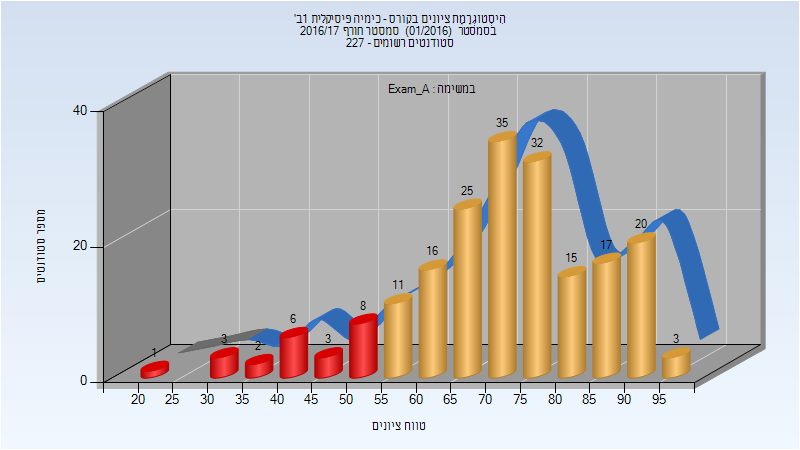 היסטוגרמת ציונים בקורס - כימיה פיסיקלית 1ב'
בסמסטר (01/2016) סמסטר חורף 2016/17
סטודנטים רשומים - 227
במשימה : Exam_A
מספר סטודנטים
40
20
0
1
3
2
6
3
8
11
16
25
35
32
15
17
20
3
20 25 30 35 40 45 50 55 60 65 70 75 80 85 90 95
טווח ציונים